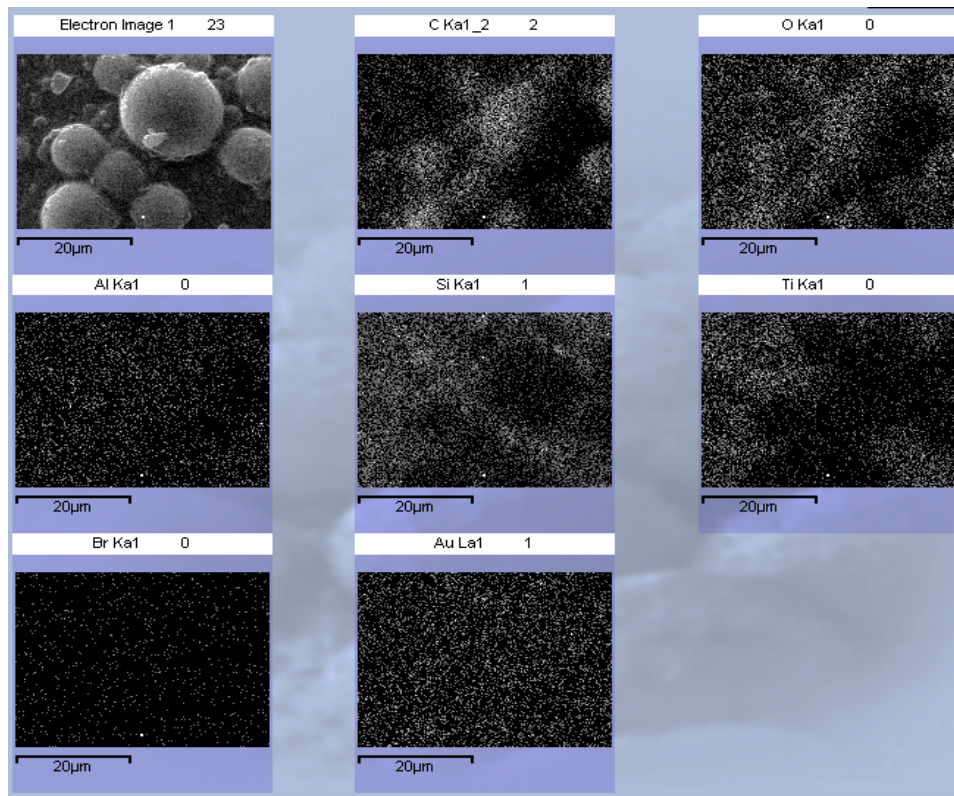 Electron Image 1 23
C Ka1_2 2
O Ka1 0
20µm
20µm
20µm
Al Ka1 0
Si Ka1 1
Ti Ka1 0
20µm
20µm
20µm
Br Ka1 0
Au La1 1
20µm
20µm